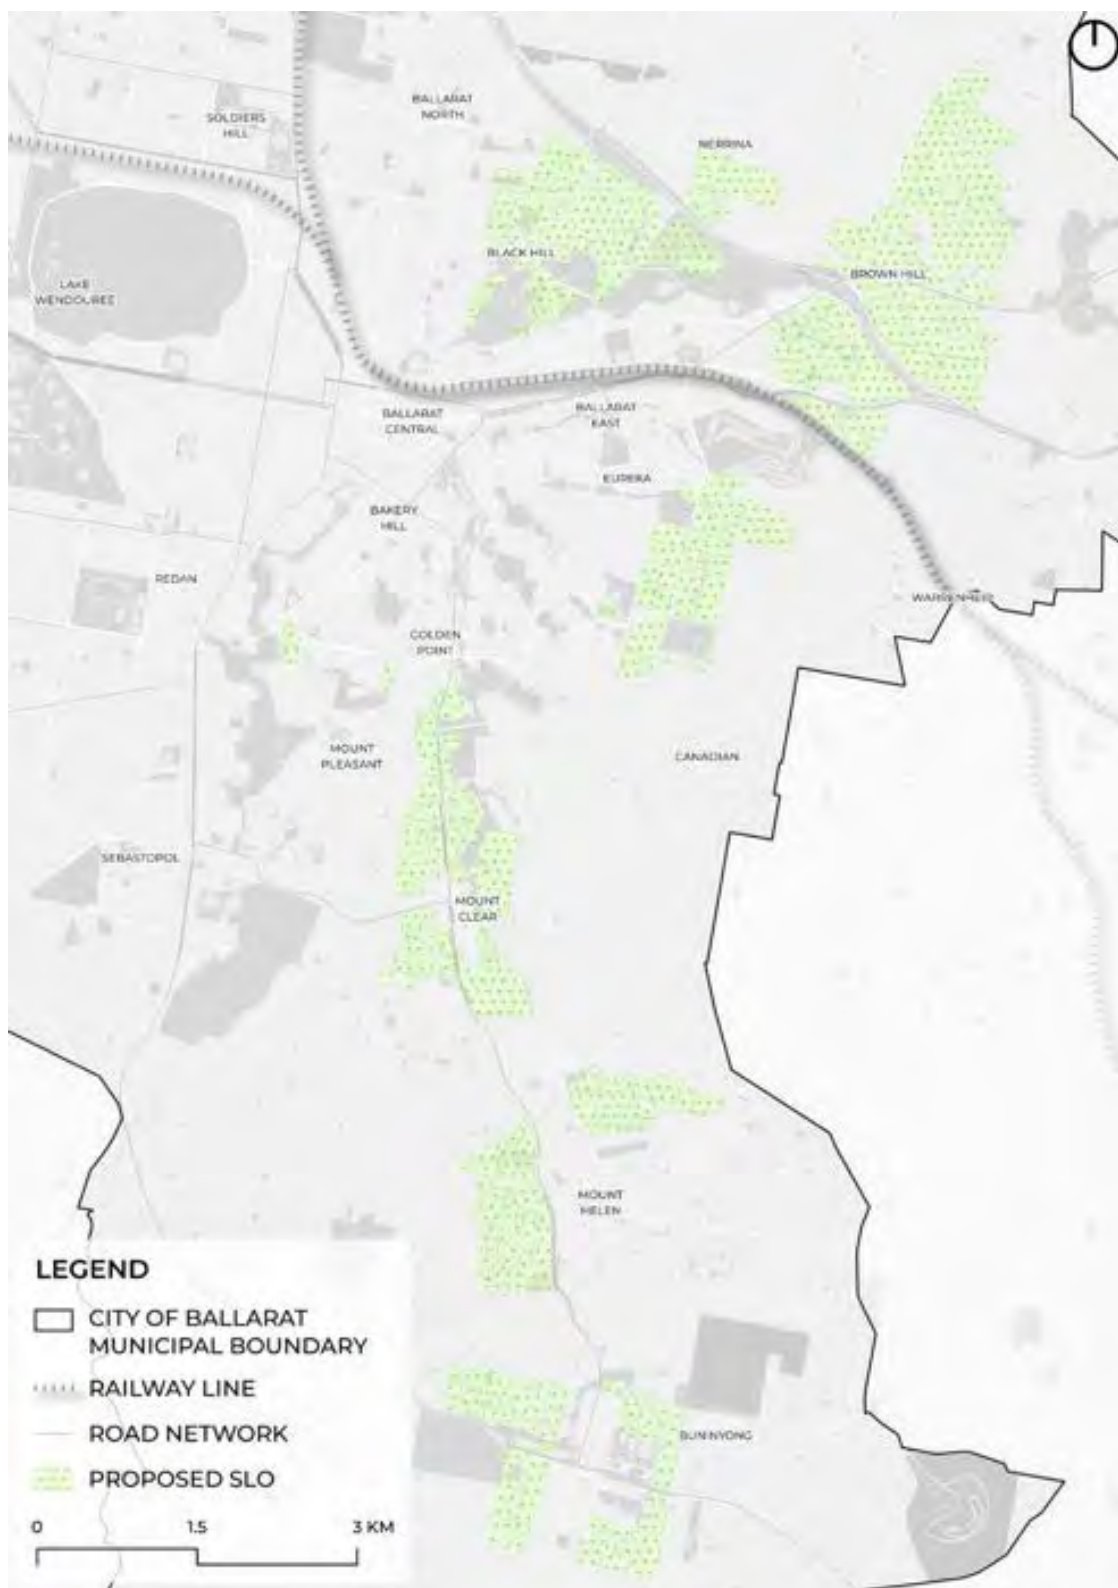 BALLARAT
NORTH
SOLDIERS
HILL
NERRINA
BLACK HILL
BROWN HILL
LAKE
WENDOUREE
BALLARAT
CENTRAL
BALLARAT
EAST
EUREKA
BAKERY
HILL
REDAN
WARRENHEIP
GOLDEN
POINT
MOUNT
PLEASANT
CANADIAN
SEBASTOPOL
MOUNT
CLEAR
MOUNT
HELEN
BUNINYONG
LEGEND
CITY OF BALLARAT
MUNICIPAL BOUNDARY
RAILWAY LINE
ROAD NETWORK
PROPOSED SLO
0 1.5 3 KM